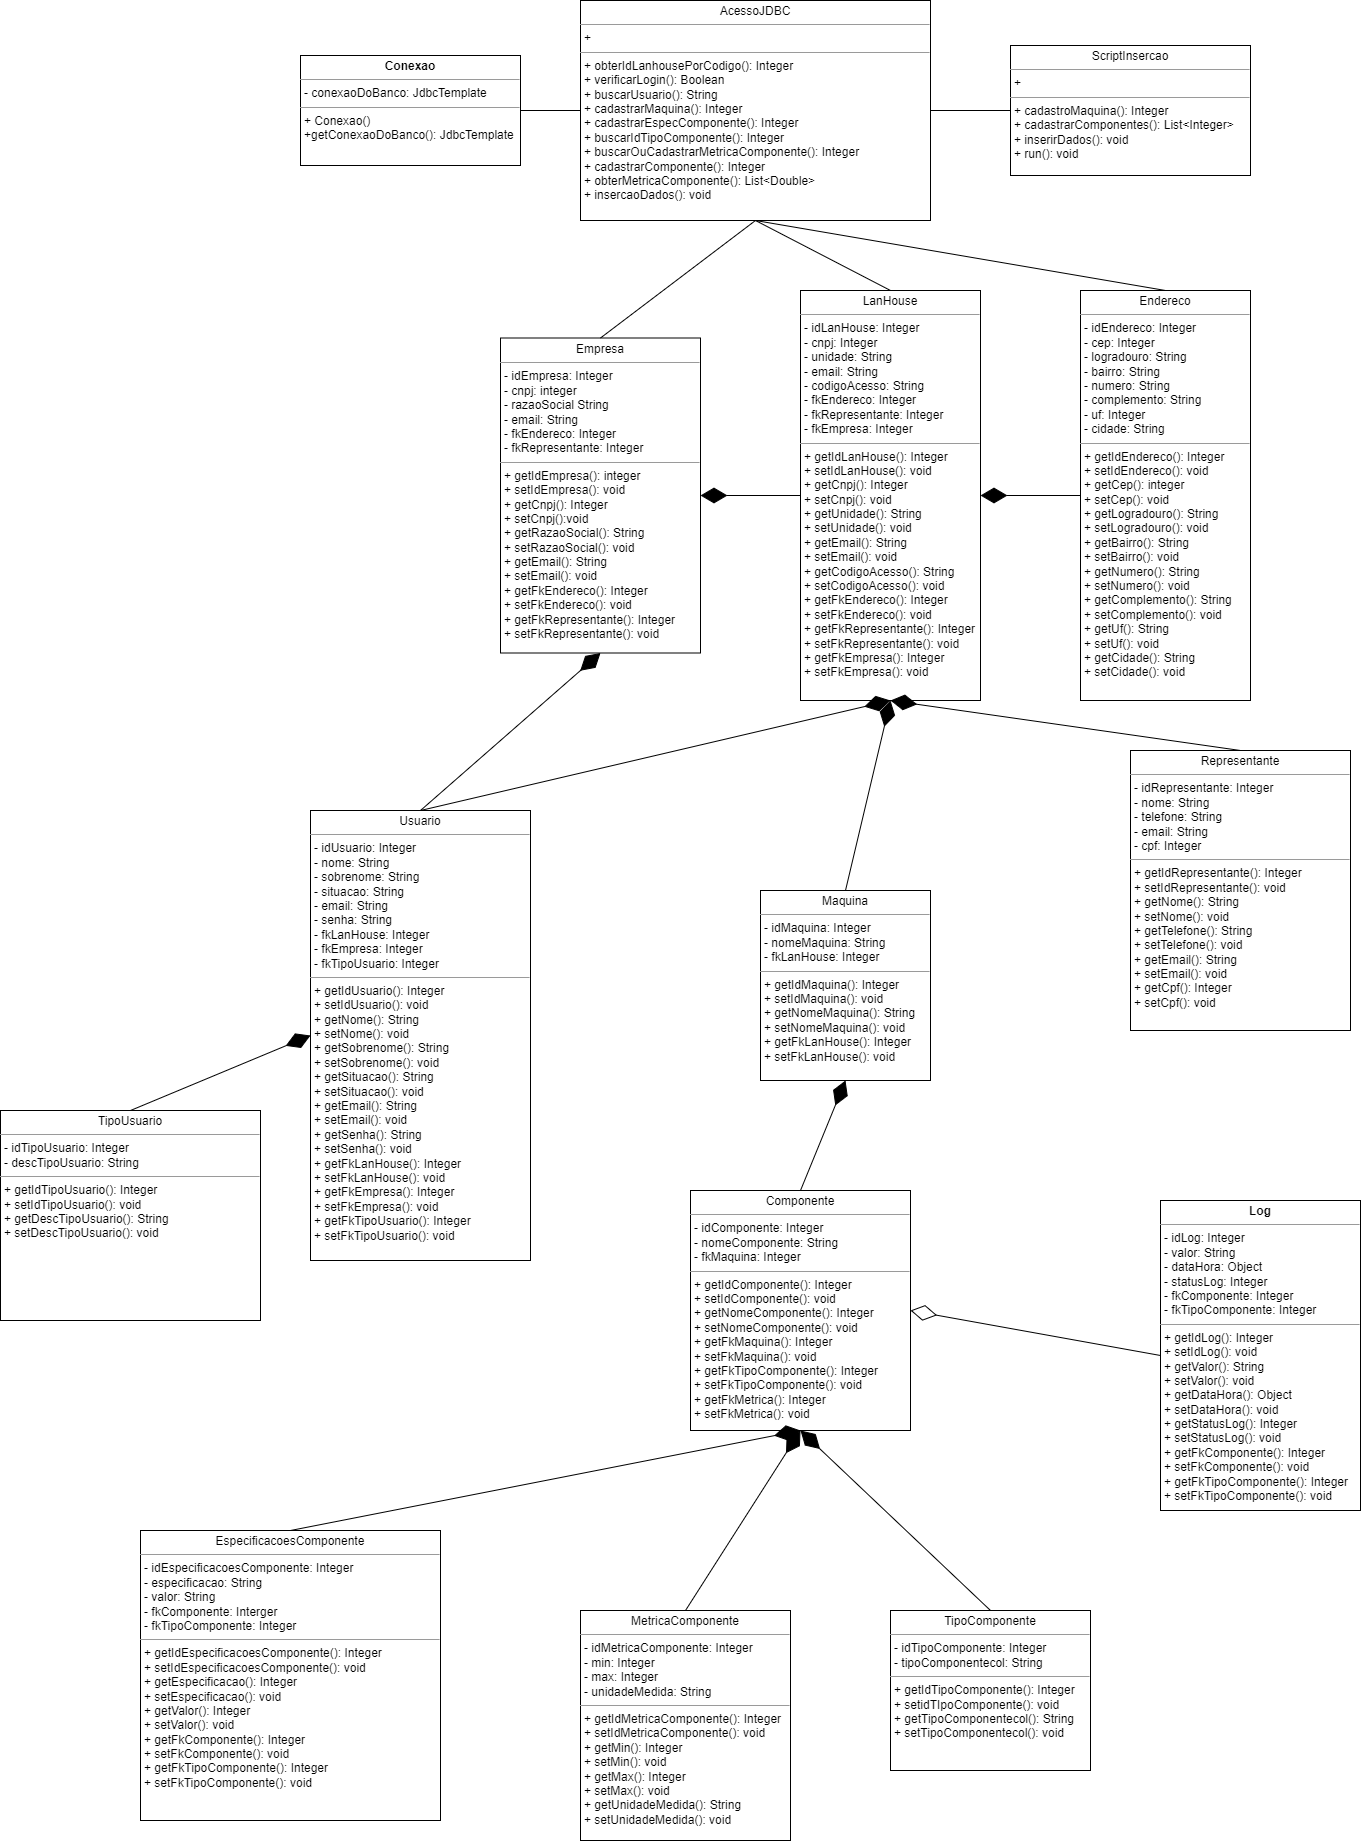 AcessoJDBC
+
+ obterIdLanhousePorCodigo(): Integer
+ verificarLogin(): Boolean
+ buscarUsuario(): String
+ cadastrarMaquina(): Integer
+ cadastrarEspecComponente(): Integer
+ buscarIdTipoComponente(): Integer
+ buscarOuCadastrarMetricaComponente(): Integer
+ cadastrarComponente(): Integer
+ obterMetricaComponente(): List<Double>
+ insercaoDados(): void
Conexao
- conexaoDoBanco: JdbcTemplate
+ Conexao()
+getConexaoDoBanco(): JdbcTemplate
ScriptInsercao
+
+ cadastroMaquina(): Integer
+ cadastrarComponentes(): List<Integer>
+ inserirDados(): void
+ run(): void
Empresa
- idEmpresa: Integer
- cnpj: integer
- razaoSocial String
- email: String
- fkEndereco: Integer
- fkRepresentante: Integer
+ getIdEmpresa(): integer
+ setIdEmpresa(): void
+ getCnpj(): Integer
+ setCnpj():void
+ getRazaoSocial(): String
+ setRazaoSocial(): void
+ getEmail(): String
+ setEmail(): void
+ getFkEndereco(): Integer
+ setFkEndereco(): void
+ getFkRepresentante(): Integer
+ setFkRepresentante(): void
LanHouse
- idLanHouse: Integer
- cnpj: Integer
- unidade: String
- email: String
- codigoAcesso: String
- fkEndereco: Integer
- fkRepresentante: Integer
- fkEmpresa: Integer
+ getIdLanHouse(): Integer
+ setIdLanHouse(): void
+ getCnpj(): Integer
+ setCnpj(): void
+ getUnidade(): String
+ setUnidade(): void
+ getEmail(): String
+ setEmail(): void
+ getCodigoAcesso(): String
+ setCodigoAcesso(): void
+ getFkEndereco(): Integer
+ setFkEndereco(): void
+ getFkRepresentante(): Integer
+ setFkRepresentante(): void
+ getFkEmpresa(): Integer
+ setFkEmpresa(): void
Endereco
- idEndereco: Integer
- cep: Integer
- logradouro: String
- bairro: String
- numero: String
- complemento: String
- uf: Integer
- cidade: String
+ getIdEndereco(): Integer
+ setIdEndereco(): void
+ getCep(): integer
+ setCep(): void
+ getLogradouro(): String
+ setLogradouro(): void
+ getBairro(): String
+ setBairro(): void
+ getNumero(): String
+ setNumero(): void
+ getComplemento(): String
+ setComplemento(): void
+ getUf(): String
+ setUf(): void
+ getCidade(): String
+ setCidade(): void
Representante
- idRepresentante: Integer
- nome: String
- telefone: String
- email: String
- cpf: Integer
+ getIdRepresentante(): Integer
+ setIdRepresentante(): void
+ getNome(): String
+ setNome(): void
+ getTelefone(): String
+ setTelefone(): void
+ getEmail(): String
+ setEmail(): void
+ getCpf(): Integer
+ setCpf(): void
Usuario
- idUsuario: Integer
- nome: String
- sobrenome: String
- situacao: String
- email: String
- senha: String
- fkLanHouse: Integer
- fkEmpresa: Integer
- fkTipoUsuario: Integer
+ getIdUsuario(): Integer
+ setIdUsuario(): void
+ getNome(): String
+ setNome(): void
+ getSobrenome(): String
+ setSobrenome(): void
+ getSituacao(): String
+ setSituacao(): void
+ getEmail(): String
+ setEmail(): void
+ getSenha(): String
+ setSenha(): void
+ getFkLanHouse(): Integer
+ setFkLanHouse(): void
+ getFkEmpresa(): Integer
+ setFkEmpresa(): void
+ getFkTipoUsuario(): Integer
+ setFkTipoUsuario(): void
Maquina
- idMaquina: Integer
- nomeMaquina: String
- fkLanHouse: Integer
+ getIdMaquina(): Integer
+ setIdMaquina(): void
+ getNomeMaquina(): String
+ setNomeMaquina(): void
+ getFkLanHouse(): Integer
+ setFkLanHouse(): void
TipoUsuario
- idTipoUsuario: Integer
- descTipoUsuario: String
+ getIdTipoUsuario(): Integer
+ setIdTipoUsuario(): void
+ getDescTipoUsuario(): String
+ setDescTipoUsuario(): void
Componente
- idComponente: Integer
- nomeComponente: String
- fkMaquina: Integer
+ getIdComponente(): Integer
+ setIdComponente(): void
+ getNomeComponente(): Integer
+ setNomeComponente(): void
+ getFkMaquina(): Integer
+ setFkMaquina(): void
+ getFkTipoComponente(): Integer
+ setFkTipoComponente(): void
+ getFkMetrica(): Integer
+ setFkMetrica(): void
Log
- idLog: Integer
- valor: String
- dataHora: Object
- statusLog: Integer
- fkComponente: Integer
- fkTipoComponente: Integer
+ getIdLog(): Integer
+ setIdLog(): void
+ getValor(): String
+ setValor(): void
+ getDataHora(): Object
+ setDataHora(): void
+ getStatusLog(): Integer
+ setStatusLog(): void
+ getFkComponente(): Integer
+ setFkComponente(): void
+ getFkTipoComponente(): Integer
+ setFkTipoComponente(): void
EspecificacoesComponente
- idEspecificacoesComponente: Integer
- especificacao: String
- valor: String
- fkComponente: Interger
- fkTipoComponente: Integer
+ getIdEspecificacoesComponente(): Integer
+ setIdEspecificacoesComponente(): void
+ getEspecificacao(): Integer
+ setEspecificacao(): void
+ getValor(): Integer
+ setValor(): void
+ getFkComponente(): Integer
+ setFkComponente(): void
+ getFkTipoComponente(): Integer
+ setFkTipoComponente(): void
MetricaComponente
- idMetricaComponente: Integer
- min: Integer
- max: Integer
- unidadeMedida: String
+ getIdMetricaComponente(): Integer
+ setIdMetricaComponente(): void
+ getMin(): Integer
+ setMin(): void
+ getMax(): Integer
+ setMax(): void
+ getUnidadeMedida(): String
+ setUnidadeMedida(): void
TipoComponente
- idTipoComponente: Integer
- tipoComponentecol: String
+ getIdTipoComponente(): Integer
+ setidTIpoComponente(): void
+ getTipoComponentecol(): String
+ setTipoComponentecol(): void